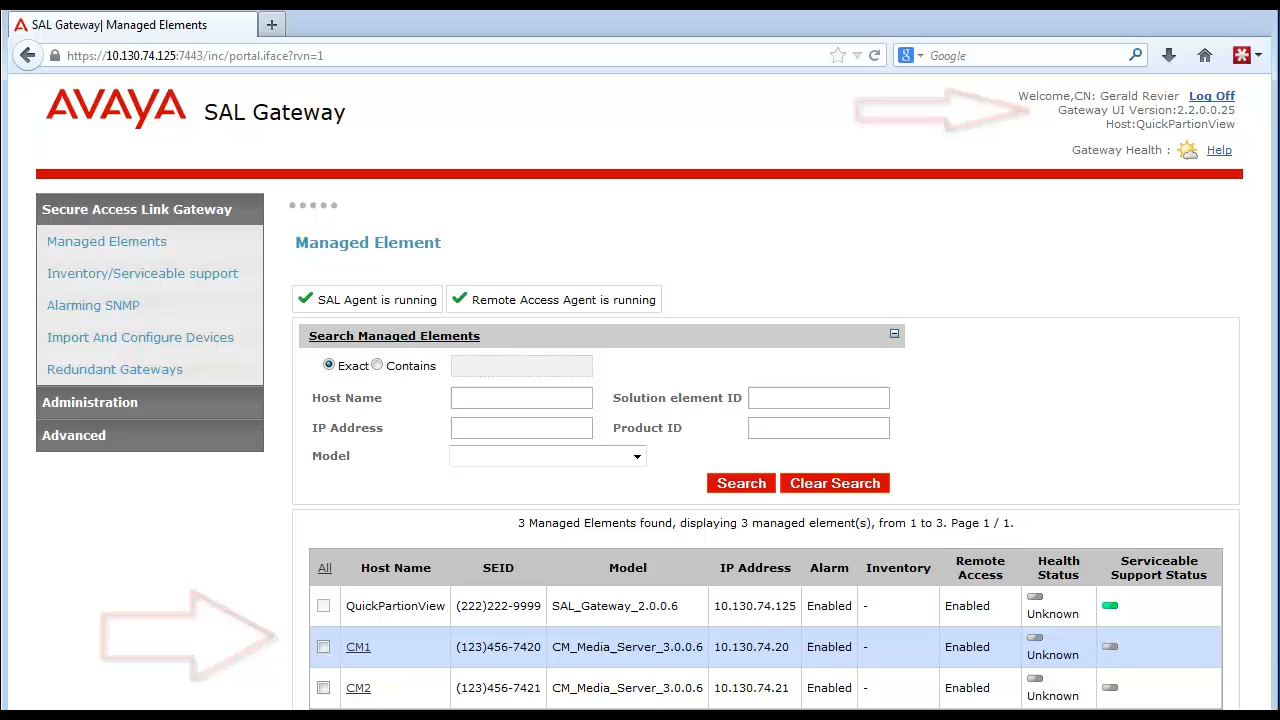 SAL Gateway| Managed Elements
https://10.130.74.125:7443/inc/portal.iface?rvn=1
Google
AVAYA
SAL Gateway
Welcome,CN: Gerald Revier Log Off
Gateway UI Version:2.2.0.0.25
Host:QuickPartionView
Gateway Health : Help
Secure Access Link Gateway
Managed Elements
Inventory/Serviceable support
Alarming SNMP
Import And Configure Devices
Redundant Gateways
Administration
Advanced
Managed Element
SAL Agent is running
Remote Access Agent is running
Search Managed Elements
Exact Contains
Host Name Solution element ID
IP Address Product ID
Model
Search Clear Search
3 Managed Elements found, displaying 3 managed element(s), from 1 to 3. Page 1 / 1.
All Host Name SEID Model IP Address Alarm Inventory Remote Access Health Status Serviceable Support Status
QuickPartionView (222)222-9999 SAL_Gateway_2.0.0.6 10.130.74.125 Enabled - Enabled Unknown
CM1 (123)456-7420 CM_Media_Server_3.0.0.6 10.130.74.20 Enabled - Enabled Unknown
CM2 (123)456-7421 CM_Media_Server_3.0.0.6 10.130.74.21 Enabled - Enabled Unknown